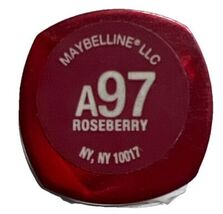 MAYBELLINE® LLC
A97
ROSEBERRY
NY, NY 10017